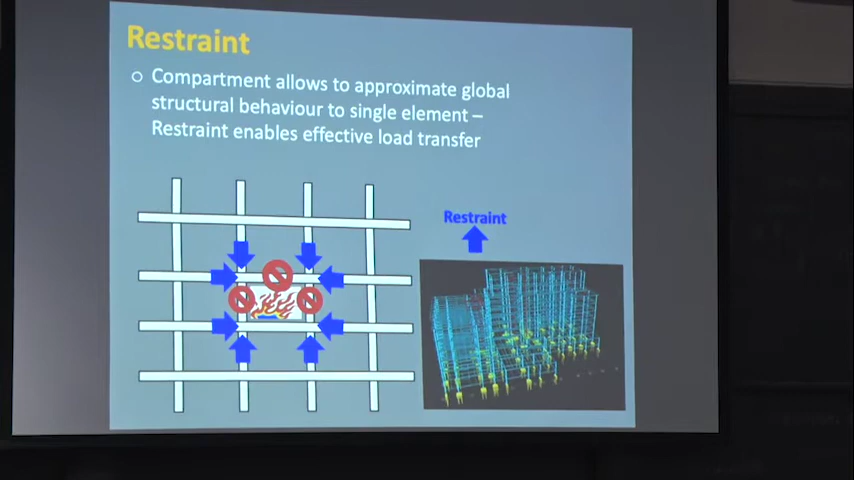 Restraint
Compartment allows to approximate global
structural behaviour to single element –
Restraint enables effective load transfer
Restraint